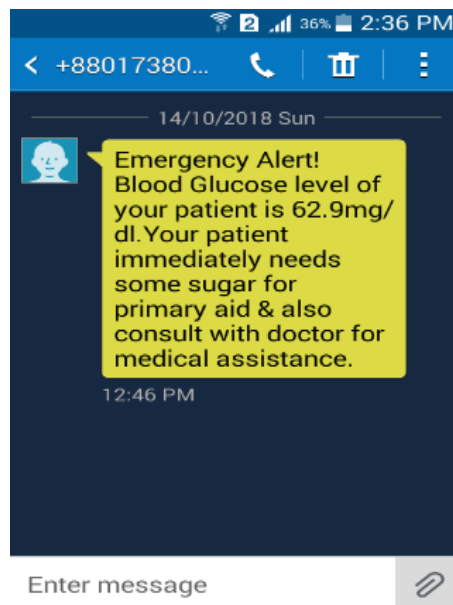 2 36% 2:36 PM
+88017380...
14/10/2018 Sun
Emergency Alert!
Blood Glucose level of
your patient is 62.9mg/
dl.Your patient
immediately needs
some sugar for
primary aid & also
consult with doctor for
medical assistance.
12:46 PM
Enter message